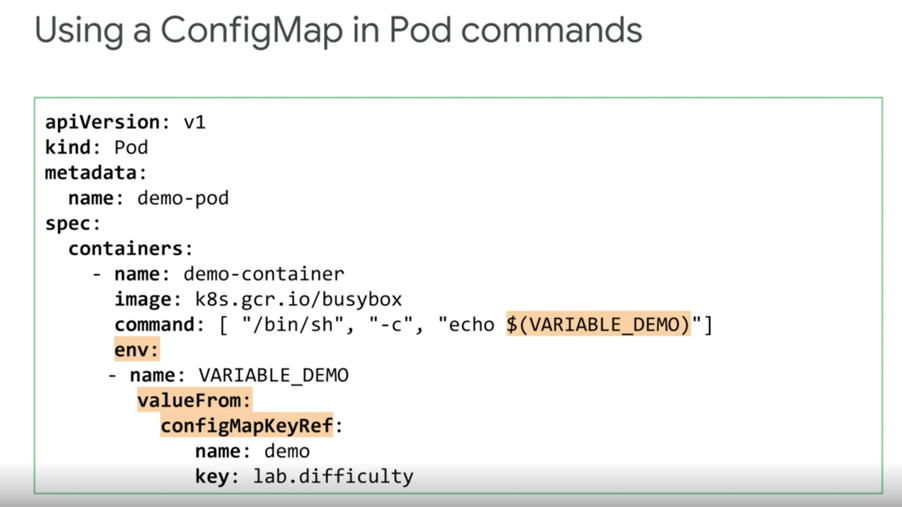 Using a ConfigMap in Pod commands
apiVersion: v1
kind: Pod
metadata:
  name: demo-pod
spec:
  containers:
    - name: demo-container
      image: k8s.gcr.io/busybox
      command: [ "/bin/sh", "-c", "echo $(VARIABLE_DEMO)"]
      env:
      - name: VARIABLE_DEMO
        valueFrom:
          configMapKeyRef:
             name: demo
             key: lab.difficulty